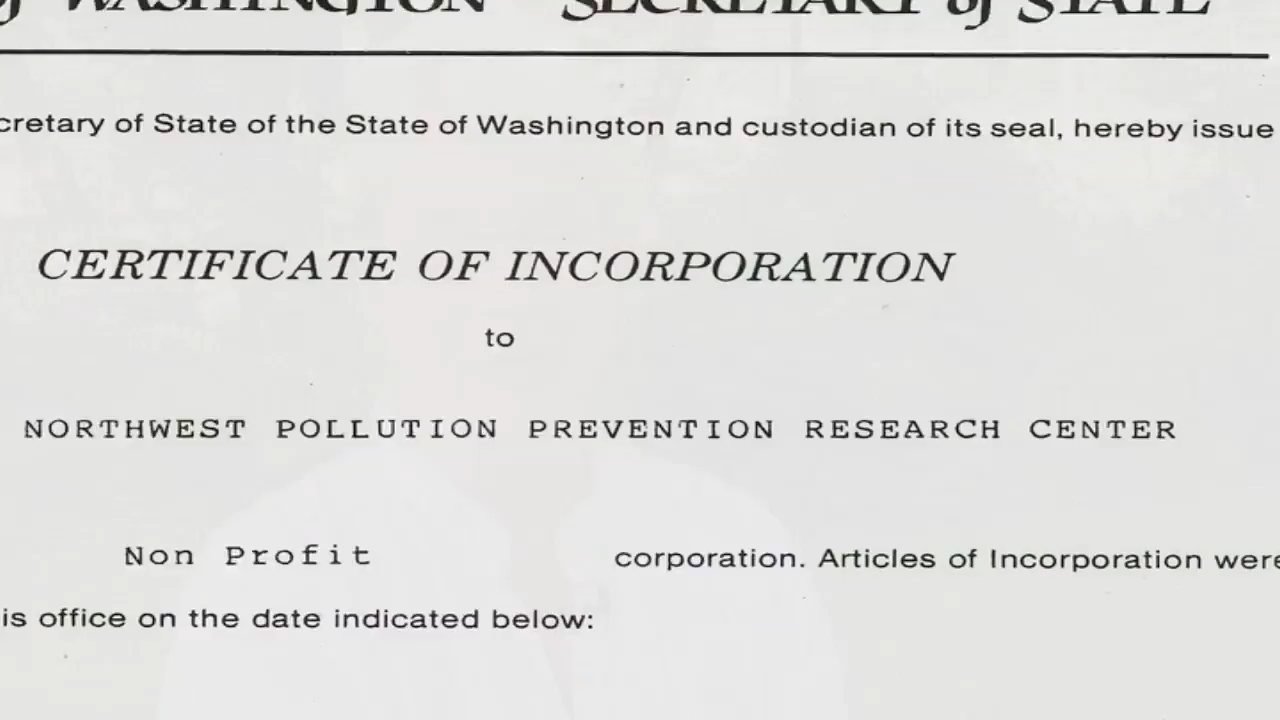 of WASHINGTON SECRETARY of STATE
cretary of State of the State of Washington and custodian of its seal, hereby issue
CERTIFICATE OF INCORPORATION
to
NORTHWEST POLLUTION PREVENTION RESEARCH CENTER
Non Profit corporation. Articles of Incorporation were
is office on the date indicated below: